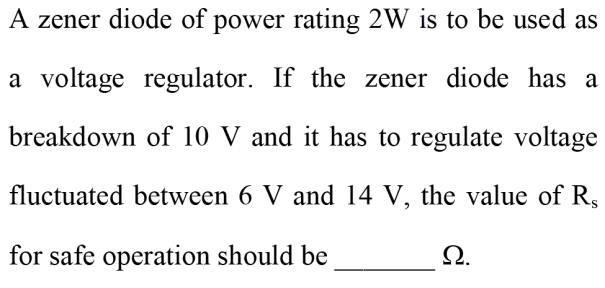 A zener diode of power rating 2W is to be used as
a voltage regulator. If the zener diode has a
breakdown of 10 V and it has to regulate voltage
fluctuated between 6 V and 14 V, the value of Rₛ
for safe operation should be _______ Ω.